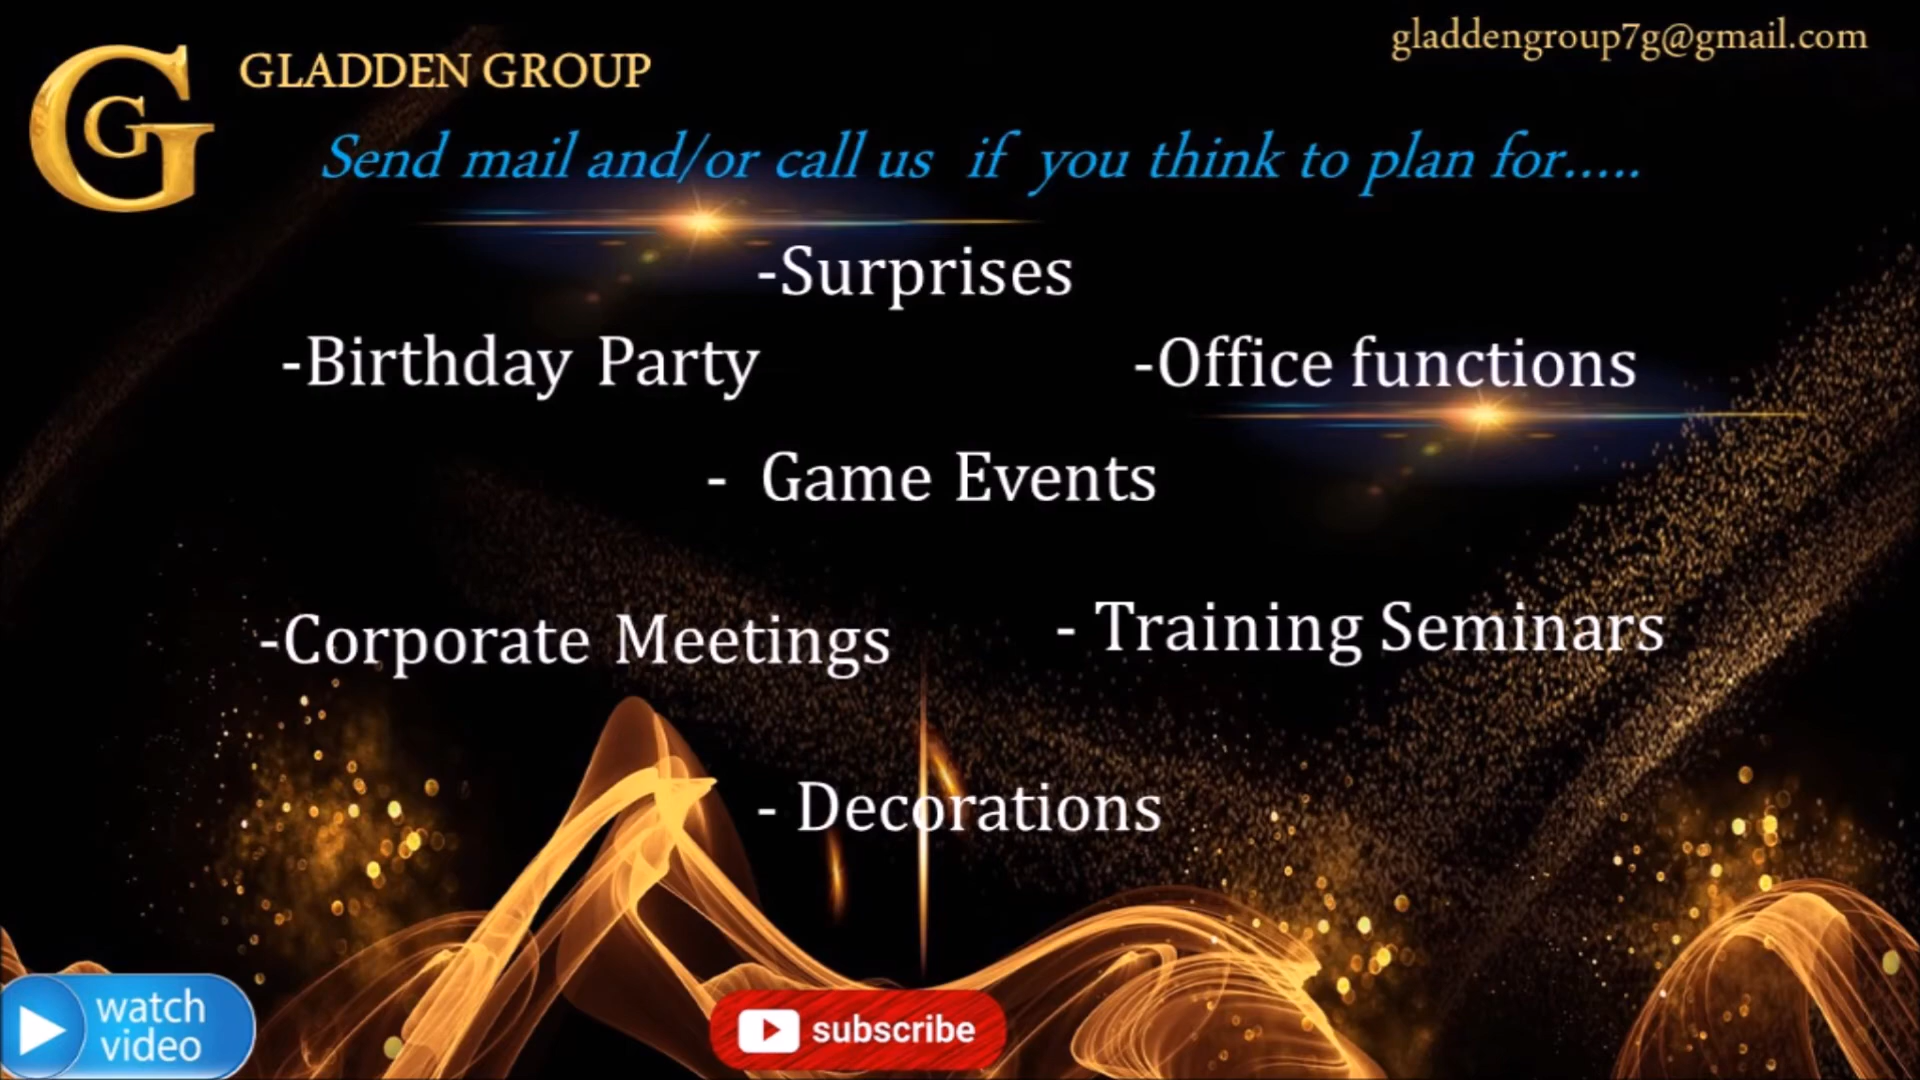 gladdengroup7g@gmail.com
GG
GLADDEN GROUP
Send mail and/or call us if you think to plan for.....
-Surprises
-Birthday Party
-Office functions
- Game Events
-Corporate Meetings
- Training Seminars
- Decorations
watch
video
subscribe